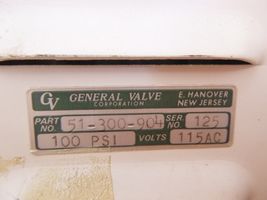 GV GENERAL VALVE E. HANOVER
CORPORATION NEW JERSEY
PART NO. 51-300-904 SER. NO. 125
100 PSI VOLTS 115AC